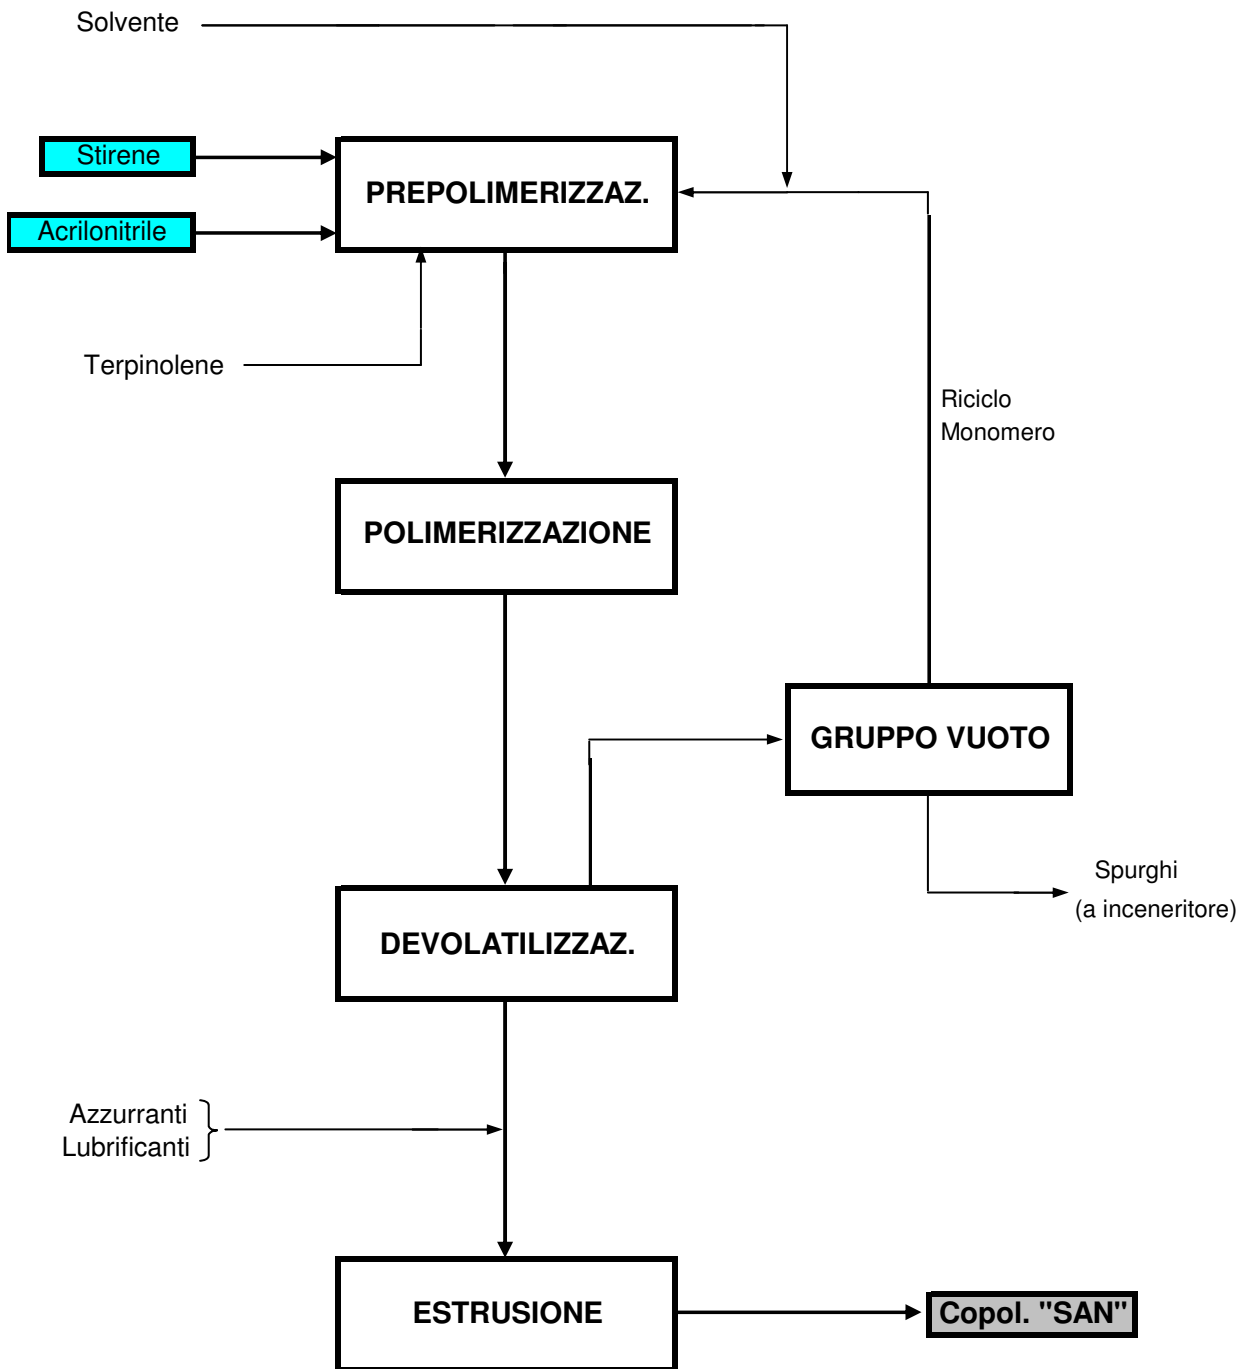 Solvente
Stirene
PREPOLIMERIZZAZ.
Acrilonitrile
Terpinolene
Riciclo
Monomero
POLIMERIZZAZIONE
GRUPPO VUOTO
Spurghi
(a inceneritore)
DEVOLATILIZZAZ.
Azzurranti
Lubrificanti
ESTRUSIONE
Copol. "SAN"